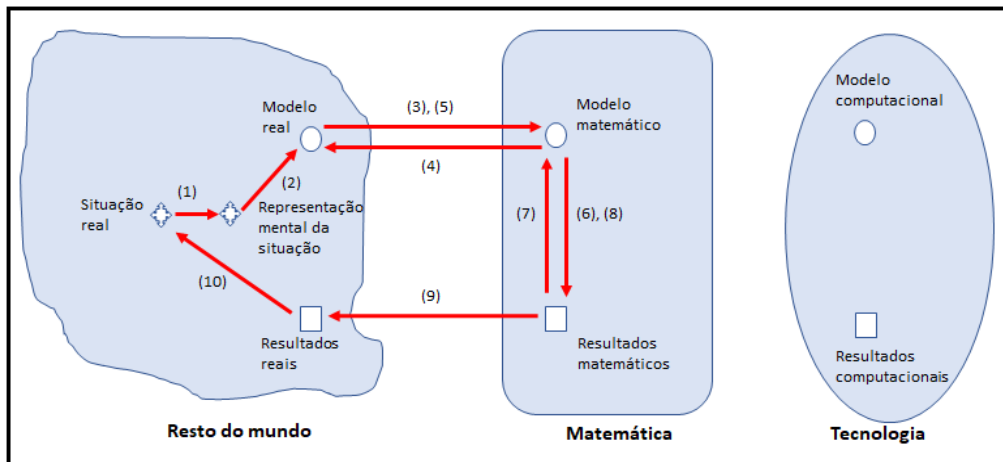 Modelo
real
(3), (5)
Modelo
matemático
Modelo
computacional
(4)
(1)
(2)
Situação
real
Representação
mental da
situação
(7)
(6), (8)
(10)
(9)
Resultados
reais
Resultados
matemáticos
Resultados
computacionais
Resto do mundo
Matemática
Tecnologia